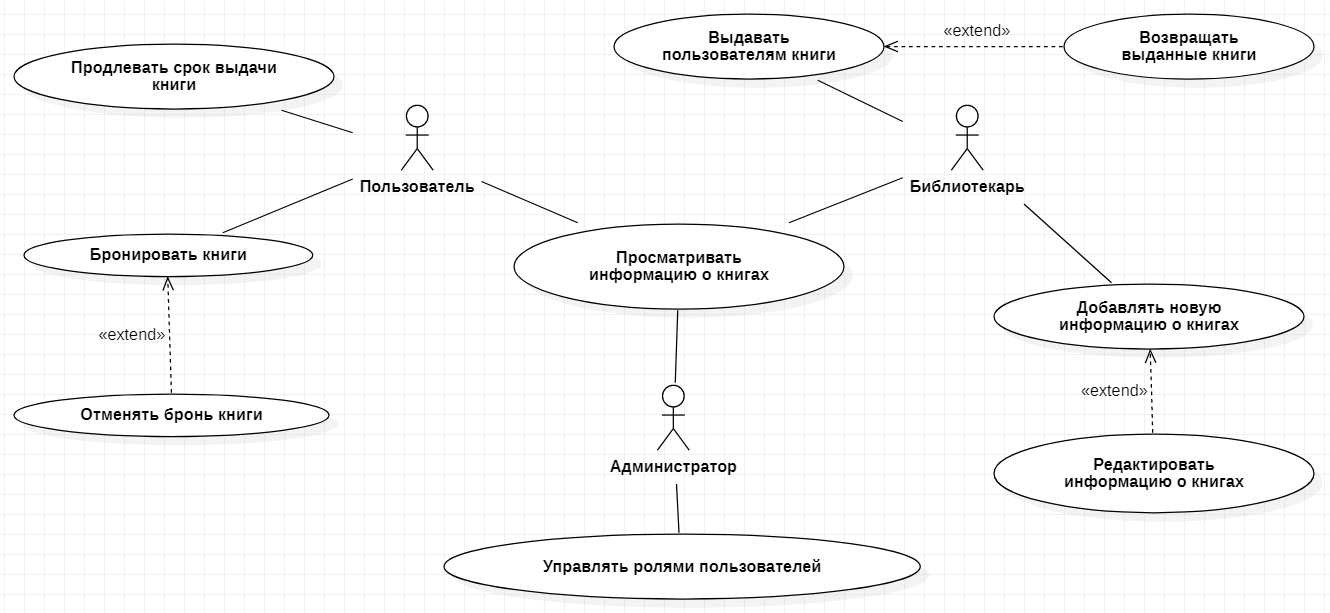 Выдавать
пользователям книги
«extend»
Возвращать
выданные книги
Продлевать срок выдачи
книги
Пользователь
Библиотекарь
Бронировать книги
Просматривать
информацию о книгах
Добавлять новую
информацию о книгах
«extend»
«extend»
Отменять бронь книги
Администратор
Редактировать
информацию о книгах
Управлять ролями пользователей